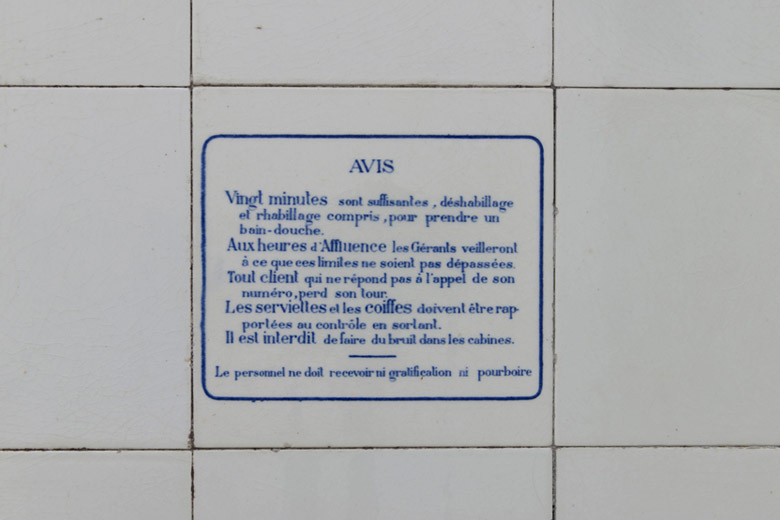 AVIS
Vingt minutes sont suffisantes, déshabillage
et rhabillage compris, pour prendre un
bain-douche.
Aux heures d'Affluence les Gérants veilleront
à ce que ces limites ne soient pas dépassées.
Tout client qui ne répond pas à l'appel de son
numéro, perd son tour.
Les serviettes et les coiffes doivent être rap-
portées au contrôle en sortant.
Il est interdit de faire du bruit dans les cabines.
Le personnel ne doit recevoir ni gratification ni pourboire